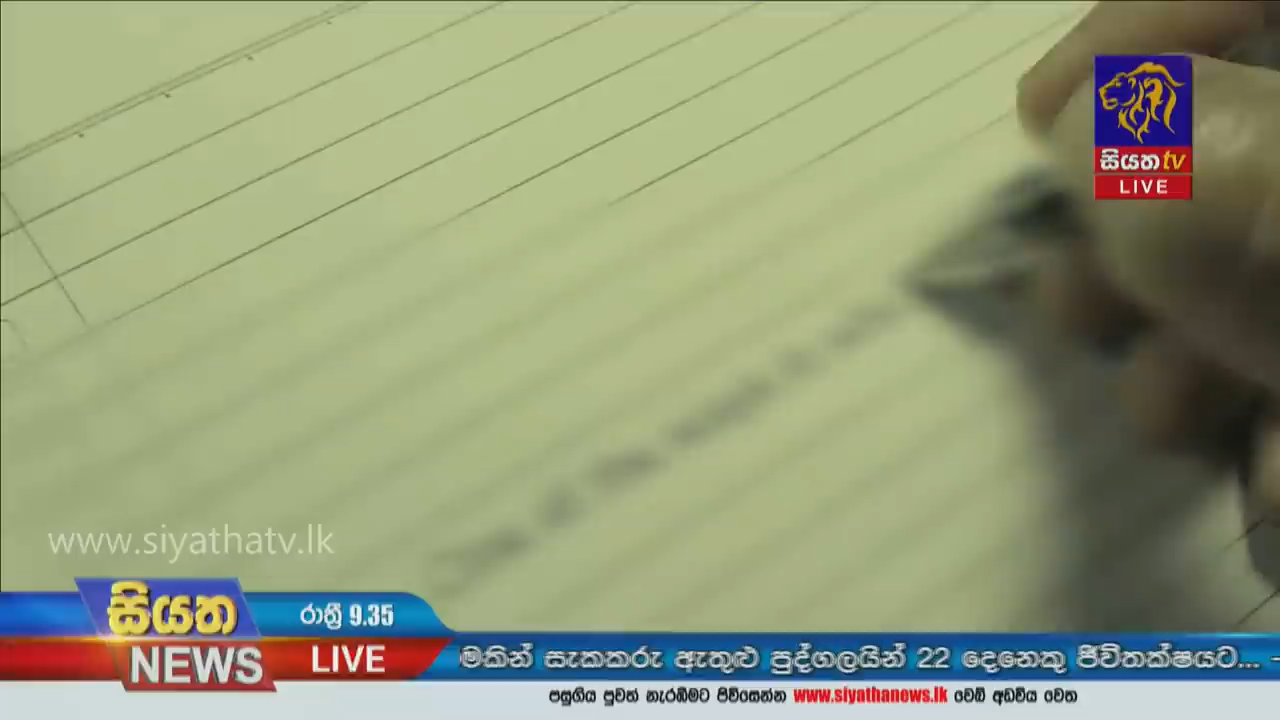 සියත tv
LIVE
www.siyathatv.lk
සියත
NEWS
රාත්‍රී 9.35
LIVE
මකින් සැකකරු ඇතුළු පුද්ගලයින් 22 දෙනෙකු ජීවිතක්ෂයට...
පසුගිය පුවත් නැරඹීමට පිවිසෙන්න www.siyathanews.lk වෙබ් අඩවිය වෙත